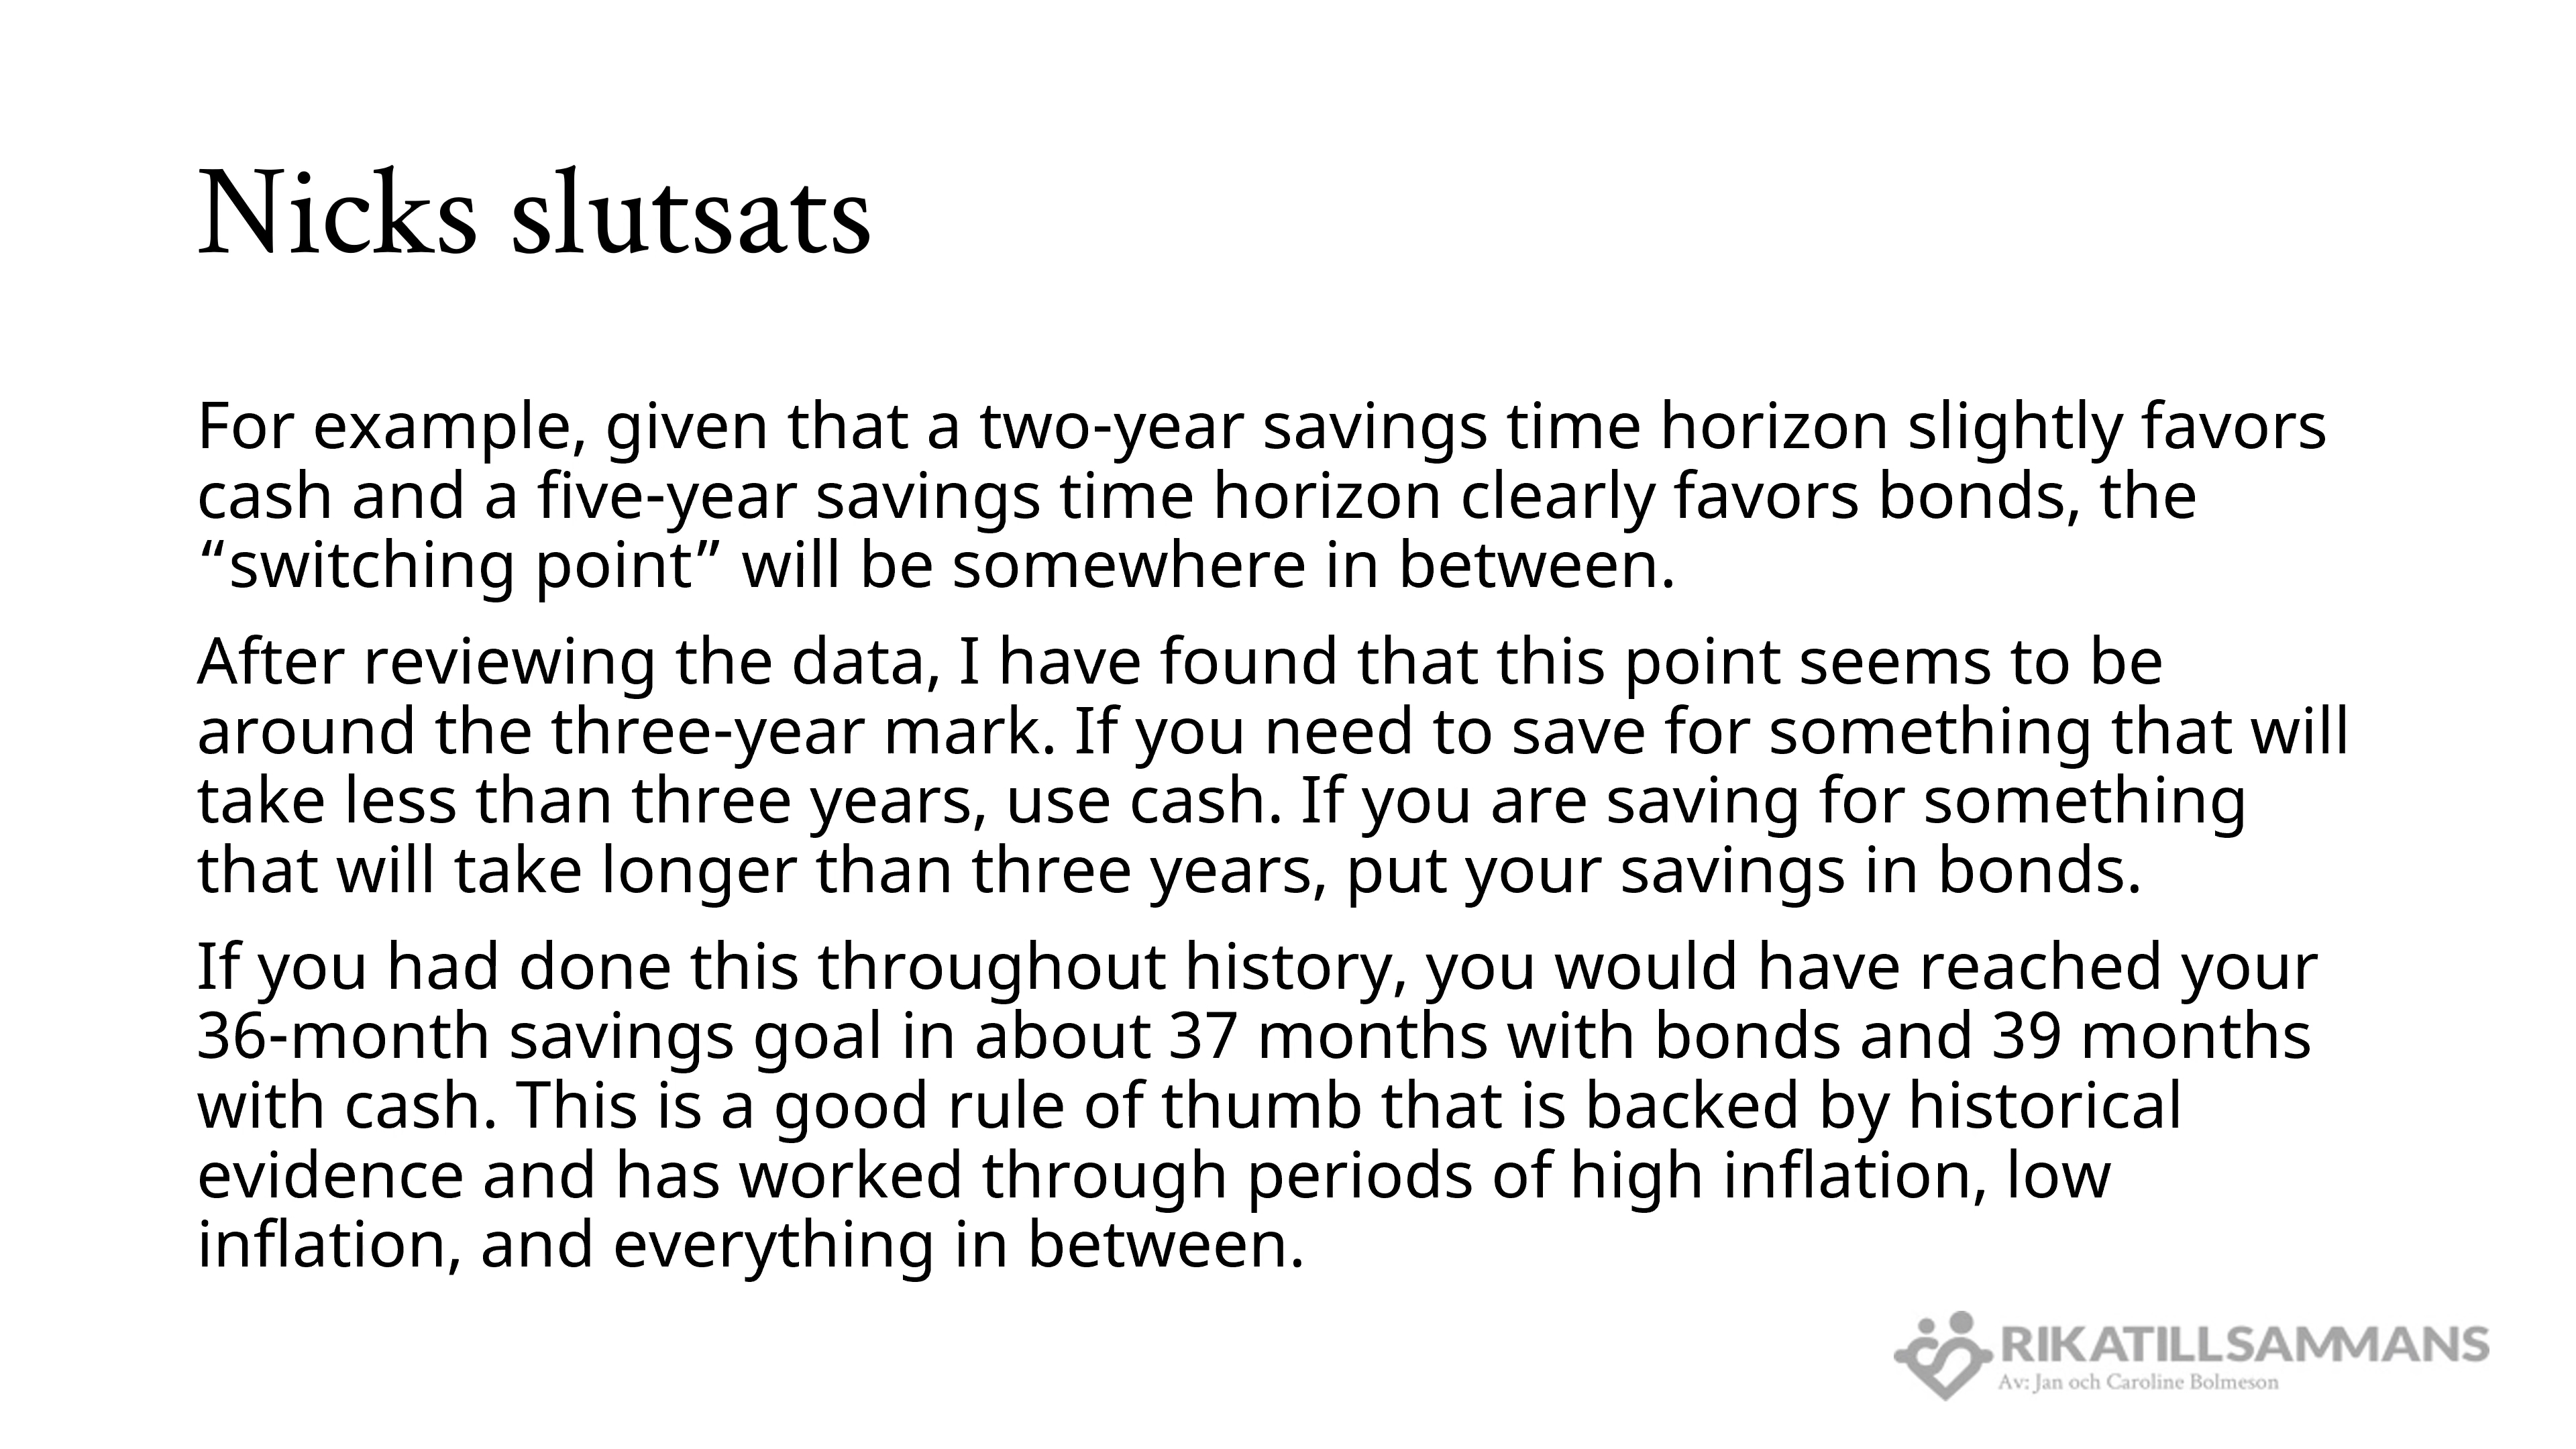 Nicks slutsats
For example, given that a two-year savings time horizon slightly favors
cash and a five-year savings time horizon clearly favors bonds, the
“switching point” will be somewhere in between.
After reviewing the data, I have found that this point seems to be
around the three-year mark. If you need to save for something that will
take less than three years, use cash. If you are saving for something
that will take longer than three years, put your savings in bonds.
If you had done this throughout history, you would have reached your
36-month savings goal in about 37 months with bonds and 39 months
with cash. This is a good rule of thumb that is backed by historical
evidence and has worked through periods of high inflation, low
inflation, and everything in between.
RIKATILLSAMMANS
Av: Jan och Caroline Bolmeson